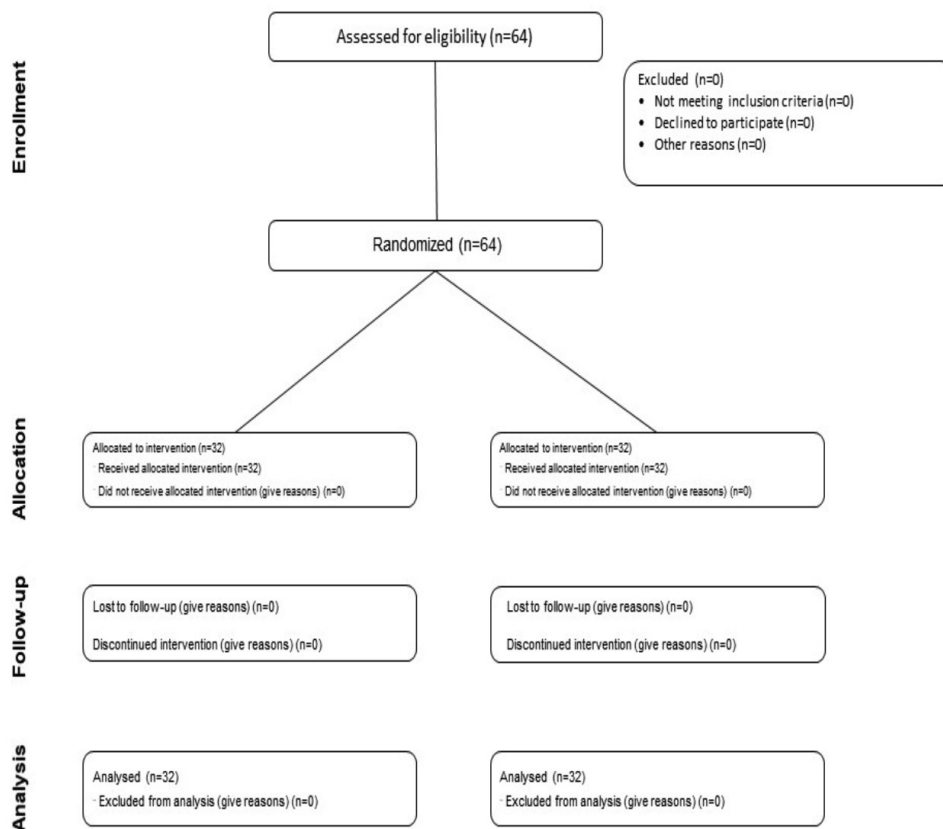 Enrollment
Assessed for eligibility (n=64)
Excluded (n=0)
• Not meeting inclusion criteria (n=0)
• Declined to participate (n=0)
• Other reasons (n=0)
Randomized (n=64)
Allocation
Allocated to intervention (n=32)
· Received allocated intervention (n=32)
· Did not receive allocated intervention (give reasons) (n=0)
Allocated to intervention (n=32)
· Received allocated intervention (n=32)
· Did not receive allocated intervention (give reasons) (n=0)
Follow-up
Lost to follow-up (give reasons) (n=0)
Discontinued intervention (give reasons) (n=0)
Lost to follow-up (give reasons) (n=0)
Discontinued intervention (give reasons) (n=0)
Analysis
Analysed (n=32)
· Excluded from analysis (give reasons) (n=0)
Analysed (n=32)
· Excluded from analysis (give reasons) (n=0)